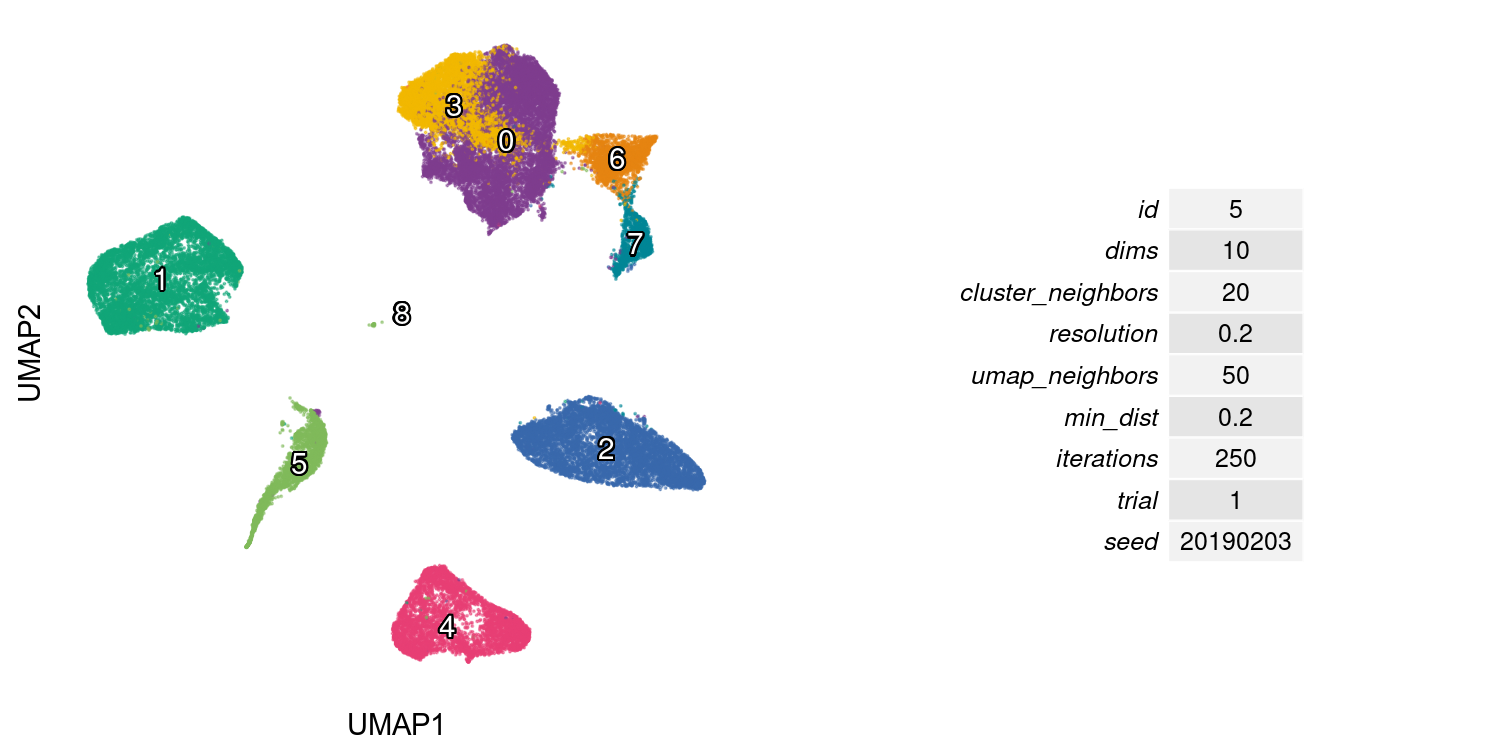 3
0
6
7
1
8
5
2
4
UMAP2
UMAP1
id 5
dims 10
cluster_neighbors 20
resolution 0.2
umap_neighbors 50
min_dist 0.2
iterations 250
trial 1
seed 20190203